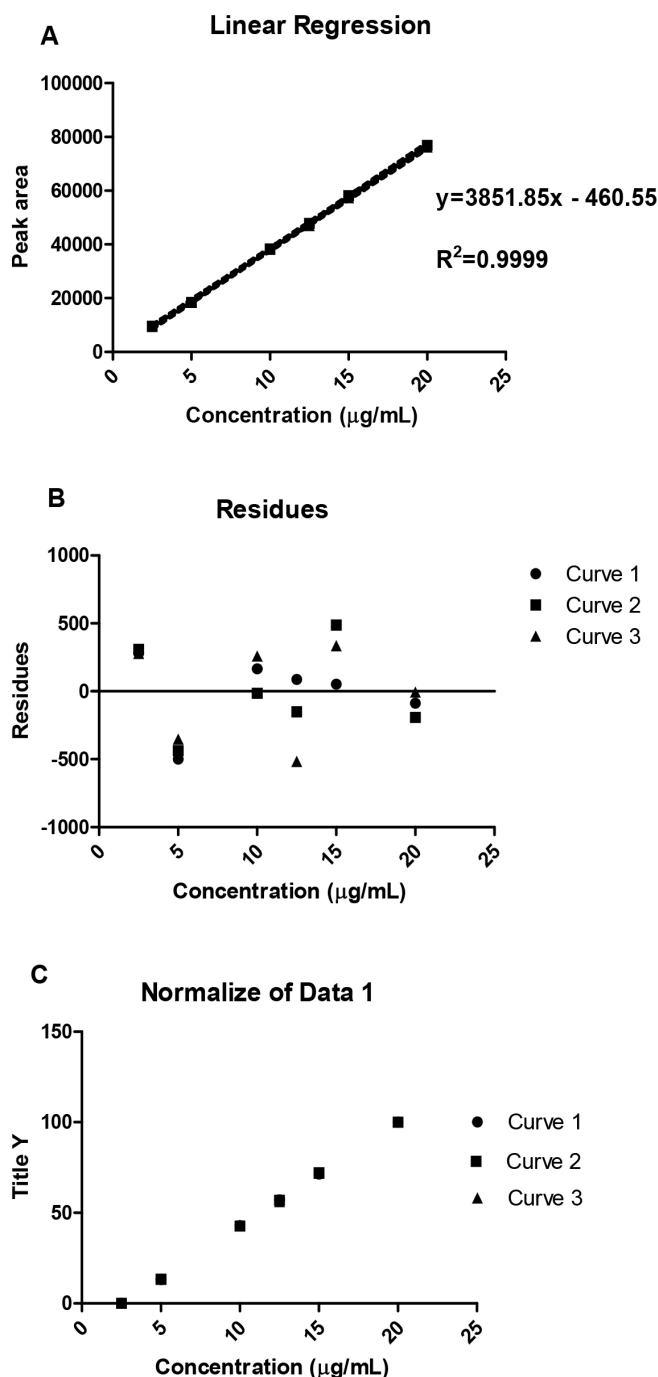 A
Linear Regression
100000
80000
60000
40000
20000
0
Peak area
y=3851.85x - 460.55
R²=0.9999
0 5 10 15 20 25
Concentration (μg/mL)
B
Residues
1000
500
0
-500
-1000
Residues
Curve 1
Curve 2
Curve 3
0 5 10 15 20 25
Concentration (μg/mL)
C
Normalize of Data 1
150
100
50
0
Title Y
Curve 1
Curve 2
Curve 3
0 5 10 15 20 25
Concentration (μg/mL)